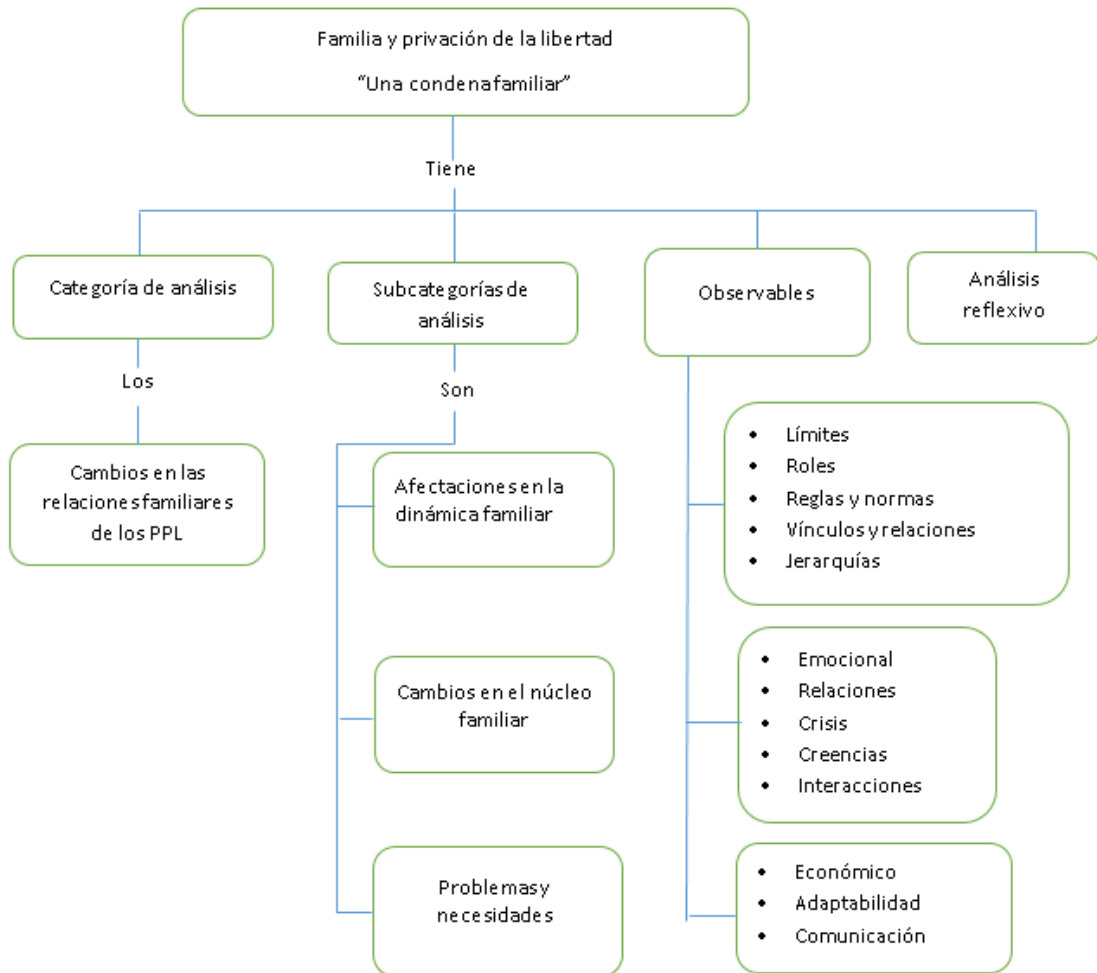 Familia y privación de la libertad
“Una condena familiar”
Tiene
Categoría de análisis
Subcategorías de
análisis
Observables
Análisis
reflexivo
Los
Son
Cambios en las
relaciones familiares
de los PPL
Afectaciones en la
dinámica familiar
Cambios en el núcleo
familiar
Problemas y
necesidades
• Límites
• Roles
• Reglas y normas
• Vínculos y relaciones
• Jerarquías
• Emocional
• Relaciones
• Crisis
• Creencias
• Interacciones
• Económico
• Adaptabilidad
• Comunicación